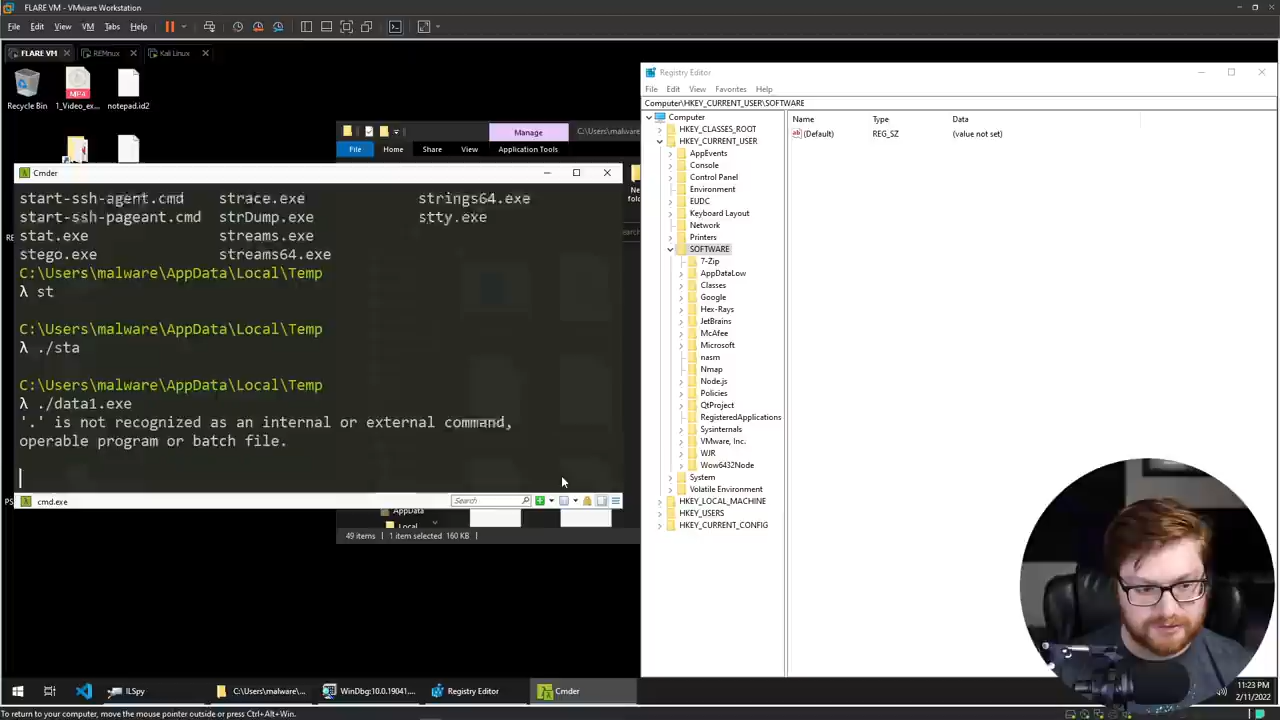 FLARE VM - VMware Workstation
File Edit View VM Tabs Help
FLARE VM REMnux Kali Linux
Recycle Bin 1_Video_ex... notepad.id2
Registry Editor
File Edit View Favorites Help
Computer\HKEY_CURRENT_USER\SOFTWARE
Manage C:\Users\malware
File Home Share View Application Tools
Cmder
start-ssh-agent.cmd strace.exe strings64.exe
start-ssh-pageant.cmd strDump.exe stty.exe
stat.exe streams.exe
stego.exe streams64.exe
C:\Users\malware\AppData\Local\Temp
λ st
C:\Users\malware\AppData\Local\Temp
λ ./sta
C:\Users\malware\AppData\Local\Temp
λ ./data1.exe
'.' is not recognized as an internal or external command,
operable program or batch file.
cmd.exe Search
AppData
Local
49 items 1 item selected 160 KB
Computer
HKEY_CLASSES_ROOT
HKEY_CURRENT_USER
AppEvents
Console
Control Panel
Environment
EUDC
Keyboard Layout
Network
Printers
SOFTWARE
7-Zip
AppDataLow
Classes
Google
Hex-Rays
JetBrains
McAfee
Microsoft
nasm
Nmap
Node.js
Policies
QtProject
RegisteredApplications
Sysinternals
VMware, Inc.
WJR
Wow6432Node
System
Volatile Environment
HKEY_LOCAL_MACHINE
HKEY_USERS
HKEY_CURRENT_CONFIG
Name Type Data
(Default) REG_SZ (value not set)
ILSpy C:\Users\malware\... WinDbg:10.0.19041.... Registry Editor Cmder
11:23 PM
2/11/2022
To return to your computer, move the mouse pointer outside or press Ctrl+Alt+Win.